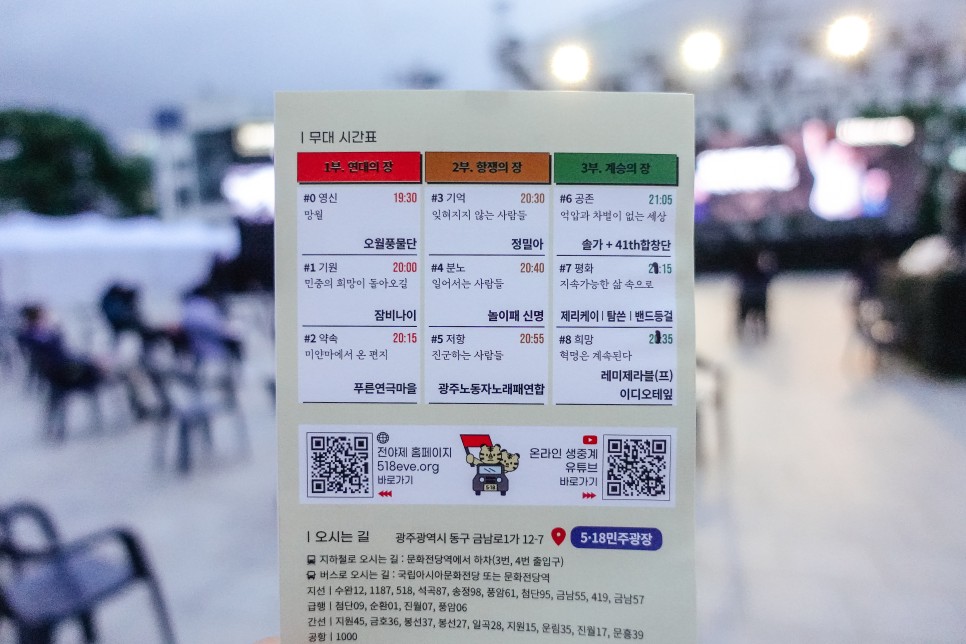 무대 시간표
1부. 연대의 장
#0 영신 19:30
망월
오월풍물단
#1 기원 20:00
민중의 희망이 돌아오길
잠비나이
#2 약속 20:15
미얀마에서 온 편지
푸른연극마을
2부. 항쟁의 장
#3 기억 20:30
잊혀지지 않는 사람들
정밀아
#4 분노 20:40
일어서는 사람들
놀이패 신명
#5 저항 20:55
진군하는 사람들
광주노동자노래패연합
3부. 계승의 장
#6 공존 21:05
억압과 차별이 없는 세상
솔가 + 41th합창단
#7 평화
지속가능한 삶 속으로
제리케이 | 탐쓴 | 밴드등걸
#8 희망
혁명은 계속된다
레미제라블(프)
이디오테잎
전야제 홈페이지
518eve.org
바로가기
온라인 생중계
유튜브
바로가기
오시는 길 광주광역시 동구 금남로1가 12-7 5·18민주광장
지하철로 오시는 길 : 문화전당역에서 하차(3번, 4번 출입구)
버스로 오시는 길 : 국립아시아문화전당 또는 문화전당역
지선 | 수완12, 1187, 518, 석곡87, 송정98, 풍암61, 첨단95, 금남55, 419, 금남57
급행 | 첨단09, 순환01, 진월07, 풍암06
간선 | 지원45, 금호36, 봉선37, 봉선27, 일곡28, 지원15, 운림35, 진월17, 문흥39
공항 | 1000